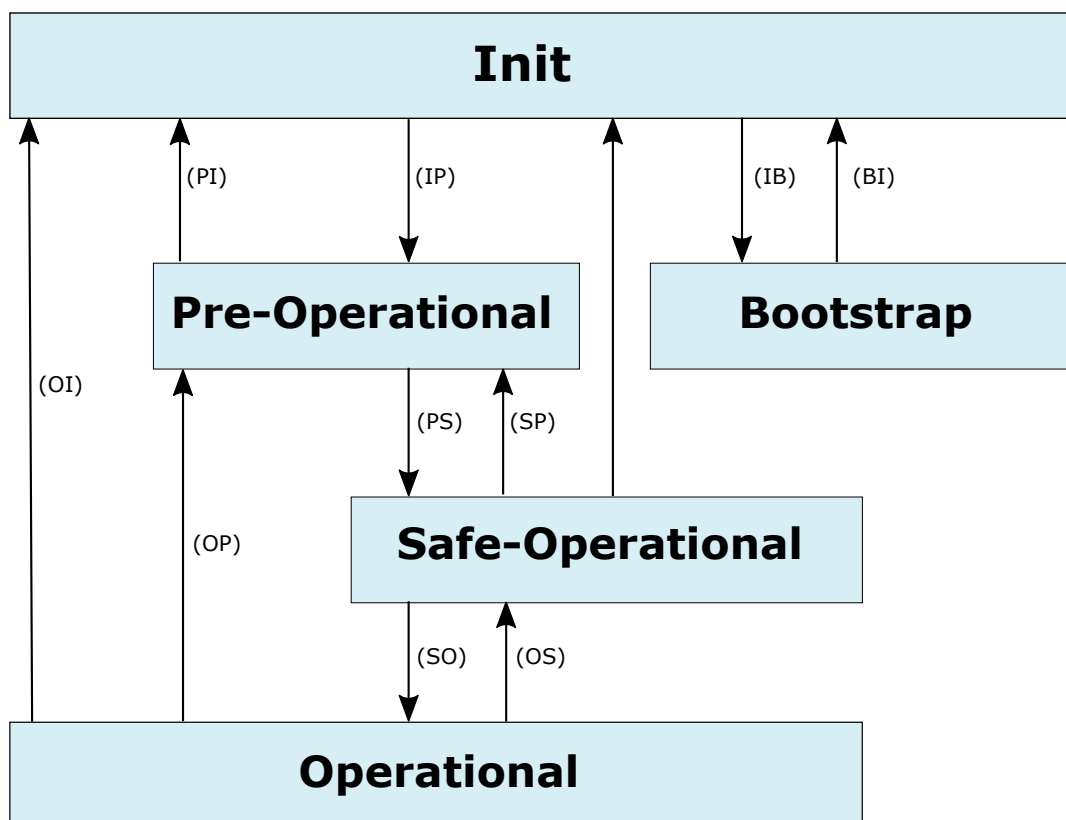 Init
(PI)
(IP)
(IB)
(BI)
Pre-Operational
Bootstrap
(OI)
(PS)
(SP)
(OP)
Safe-Operational
(SO)
(OS)
Operational